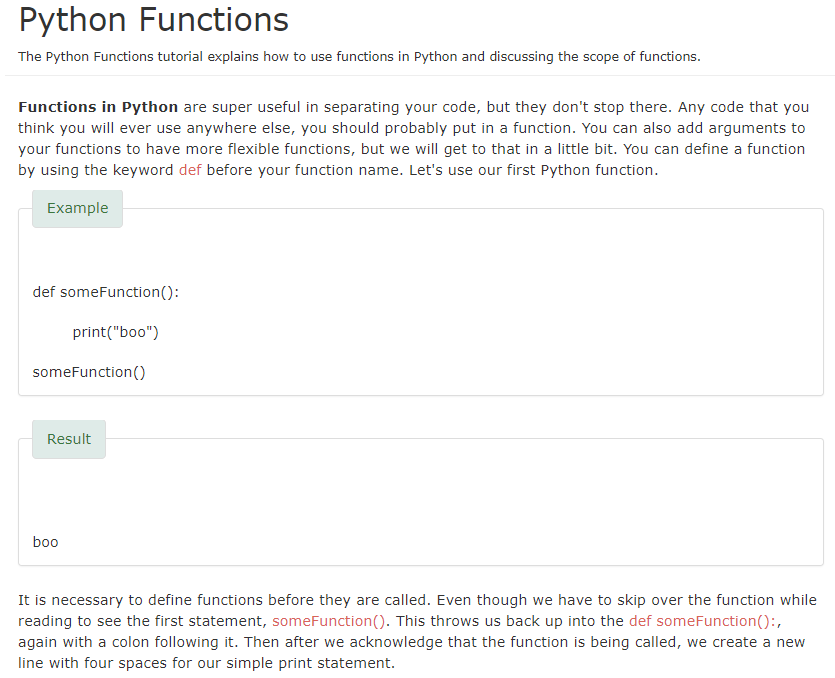 Python Functions
The Python Functions tutorial explains how to use functions in Python and discussing the scope of functions.
Functions in Python are super useful in separating your code, but they don't stop there. Any code that you
think you will ever use anywhere else, you should probably put in a function. You can also add arguments to
your functions to have more flexible functions, but we will get to that in a little bit. You can define a function
by using the keyword def before your function name. Let's use our first Python function.
Example
def someFunction():
print("boo")
someFunction()
Result
boo
It is necessary to define functions before they are called. Even though we have to skip over the function while
reading to see the first statement, someFunction(). This throws us back up into the def someFunction():,
again with a colon following it. Then after we acknowledge that the function is being called, we create a new
line with four spaces for our simple print statement.